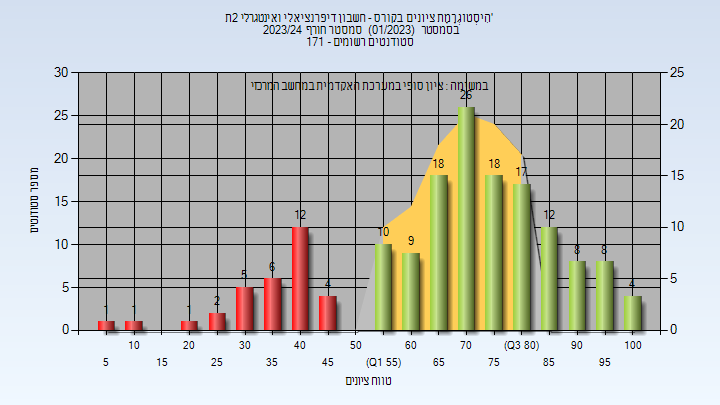 הִיסְטוֹגְרָמַת ציונים בקורס - חשבון דיפרנציאלי ואינטגרלי 2ת'
בסמסטר (01/2023) סמסטר חורף 2023/24
סטודנטים רשומים - 171
במשימה : ציון סופי במערכת האקדמית במחשב המרכזי
מספר סטודנטים
30 25 20 15 10 5 0
25 20 15 10 5 0
1 1 1 2 5 6 12 4 10 9 18 26 18 17 12 8 8 4
10 20 30 40 50 60 70 (Q3 80) 90 100
5 15 25 35 45 (Q1 55) 65 75 85 95
טווח ציונים